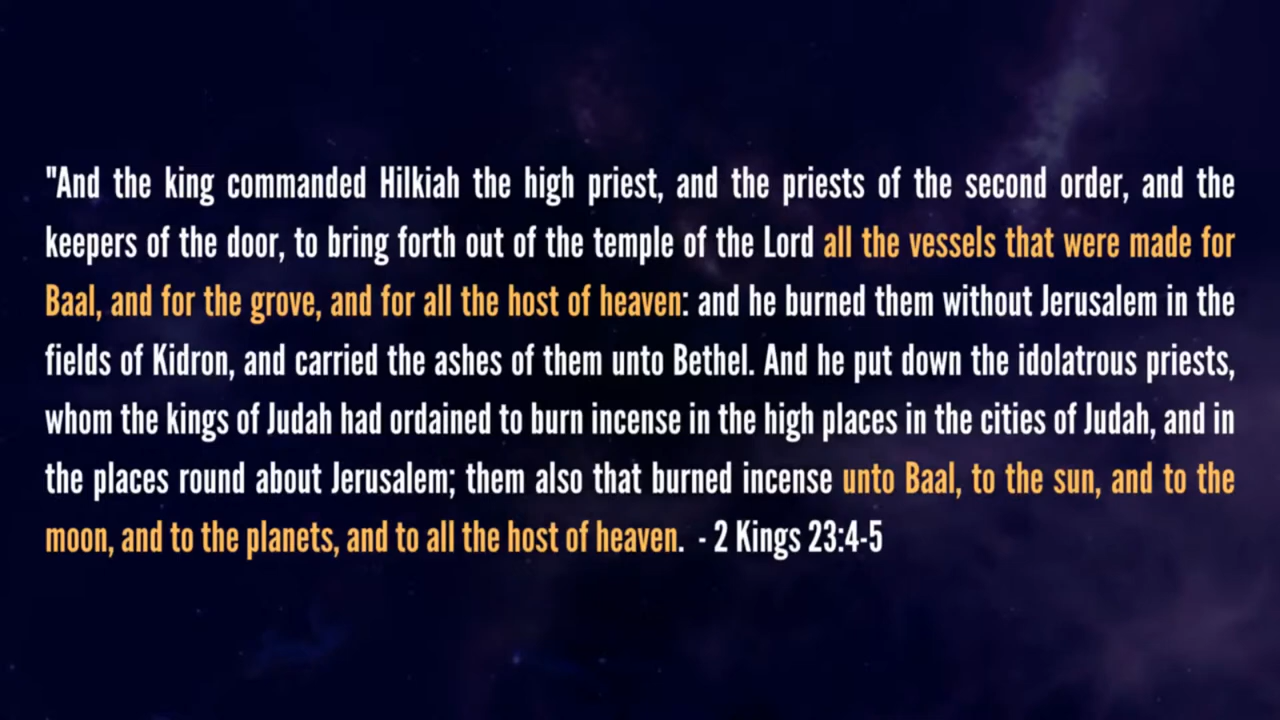 "And the king commanded Hilkiah the high priest, and the priests of the second order, and the
keepers of the door, to bring forth out of the temple of the Lord all the vessels that were made for
Baal, and for the grove, and for all the host of heaven: and he burned them without Jerusalem in the
fields of Kidron, and carried the ashes of them unto Bethel. And he put down the idolatrous priests,
whom the kings of Judah had ordained to burn incense in the high places in the cities of Judah, and in
the places round about Jerusalem; them also that burned incense unto Baal, to the sun, and to the
moon, and to the planets, and to all the host of heaven. - 2 Kings 23:4-5